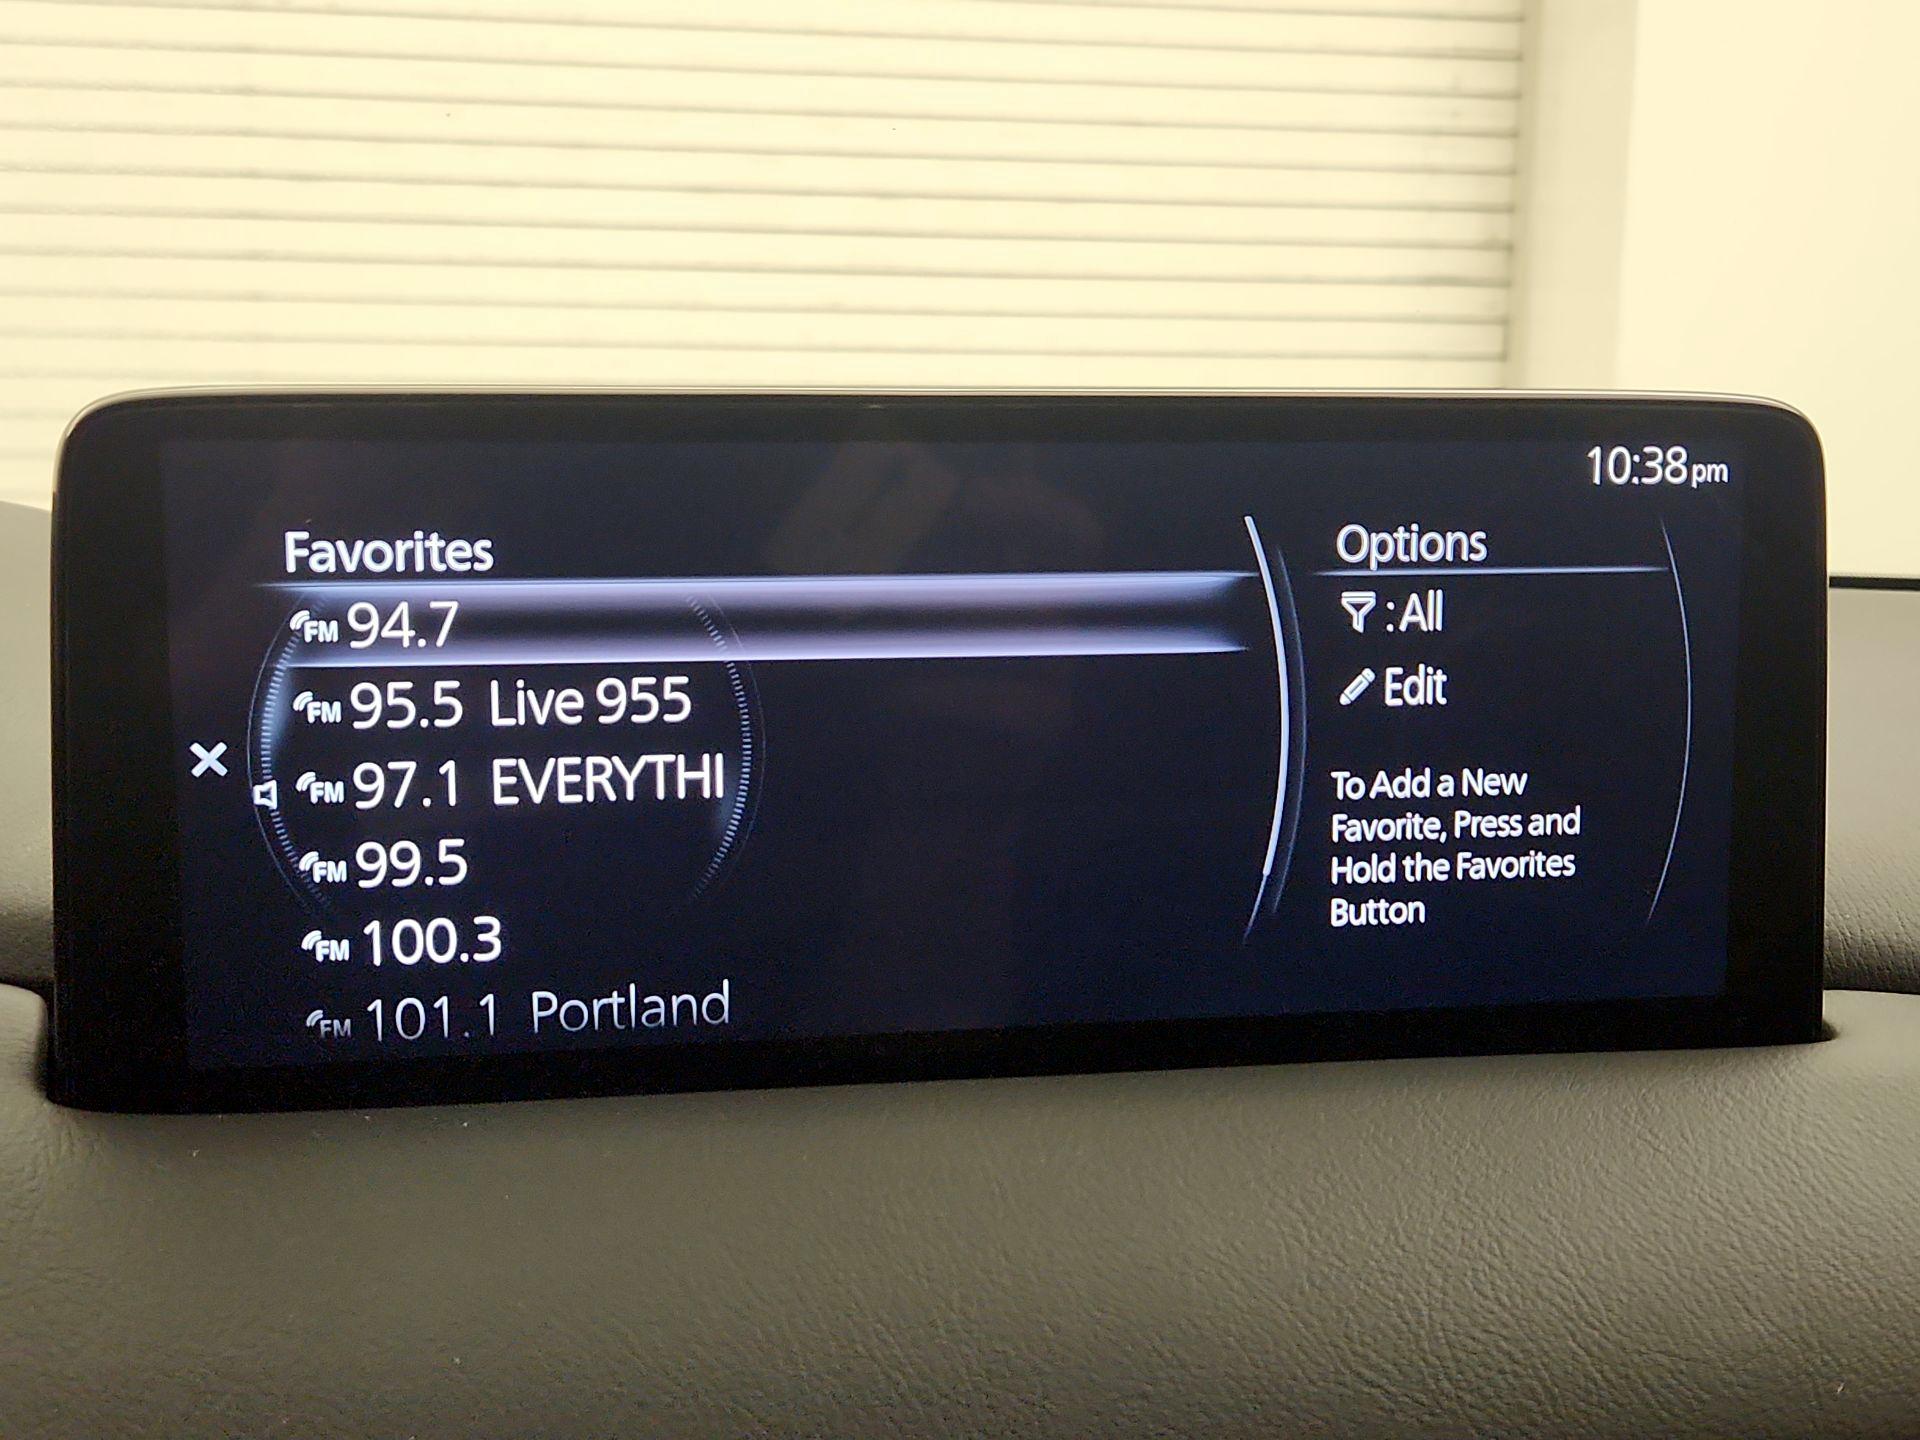 10:38pm
Favorites
FM 94.7
FM 95.5 Live 955
FM 97.1 EVERYTHI
FM 99.5
FM 100.3
FM 101.1 Portland
Options
: All
Edit
To Add a New
Favorite, Press and
Hold the Favorites
Button